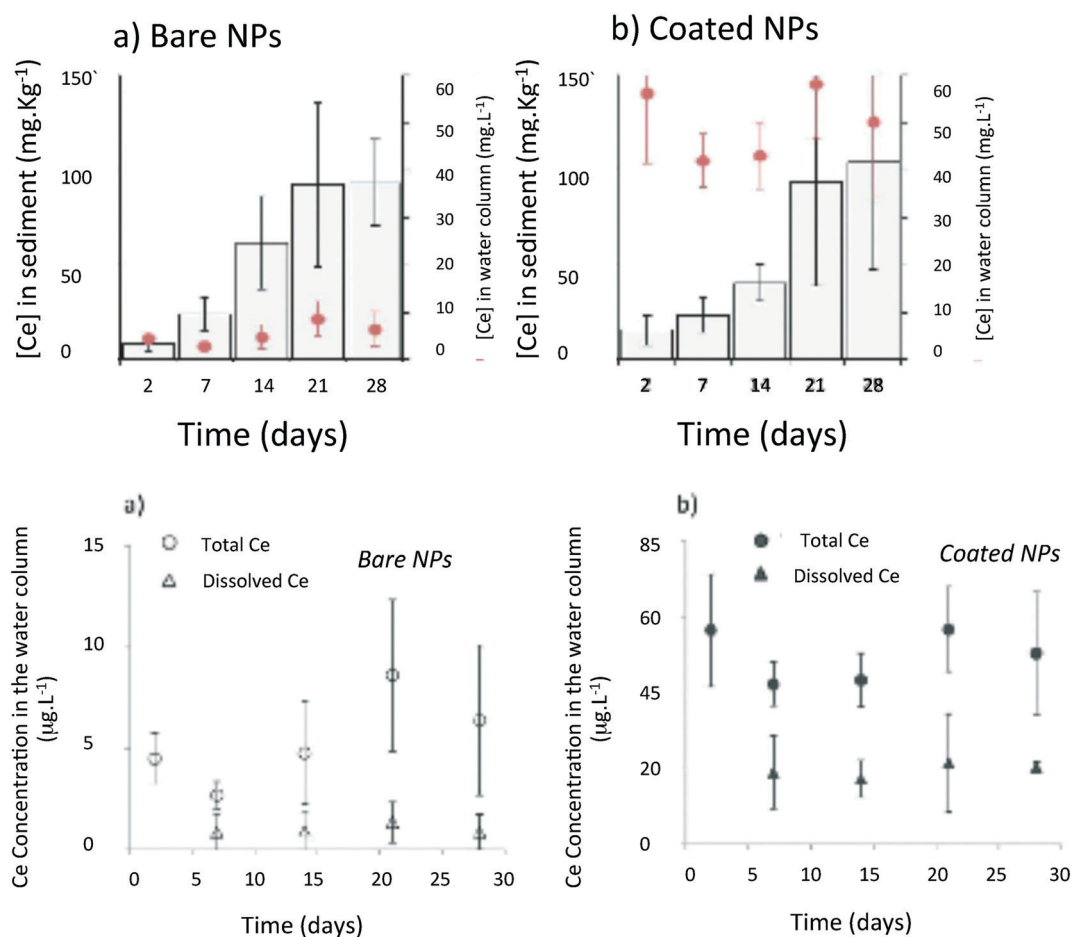 a) Bare NPs
[Ce] in sediment (mg.Kg-1)
150`
100
50
0
60
50
40
30
20
10
0
[Ce] in water column (mg.L-1)
2 7 14 21 28
Time (days)
b) Coated NPs
[Ce] in sediment (mg.Kg-1)
150`
100
50
0
60
50
40
30
20
10
0
[Ce] in water column (mg.L-1)
2 7 14 21 28
Time (days)
a)
Ce Concentration in the water column
(µg.L-1)
15
10
5
0
Total Ce
Dissolved Ce
Bare NPs
0 5 10 15 20 25 30
Time (days)
b)
Ce Concentration in the water column
(µg.L-1)
85
60
45
20
0
Total Ce
Dissolved Ce
Coated NPs
0 5 10 15 20 25 30
Time (days)